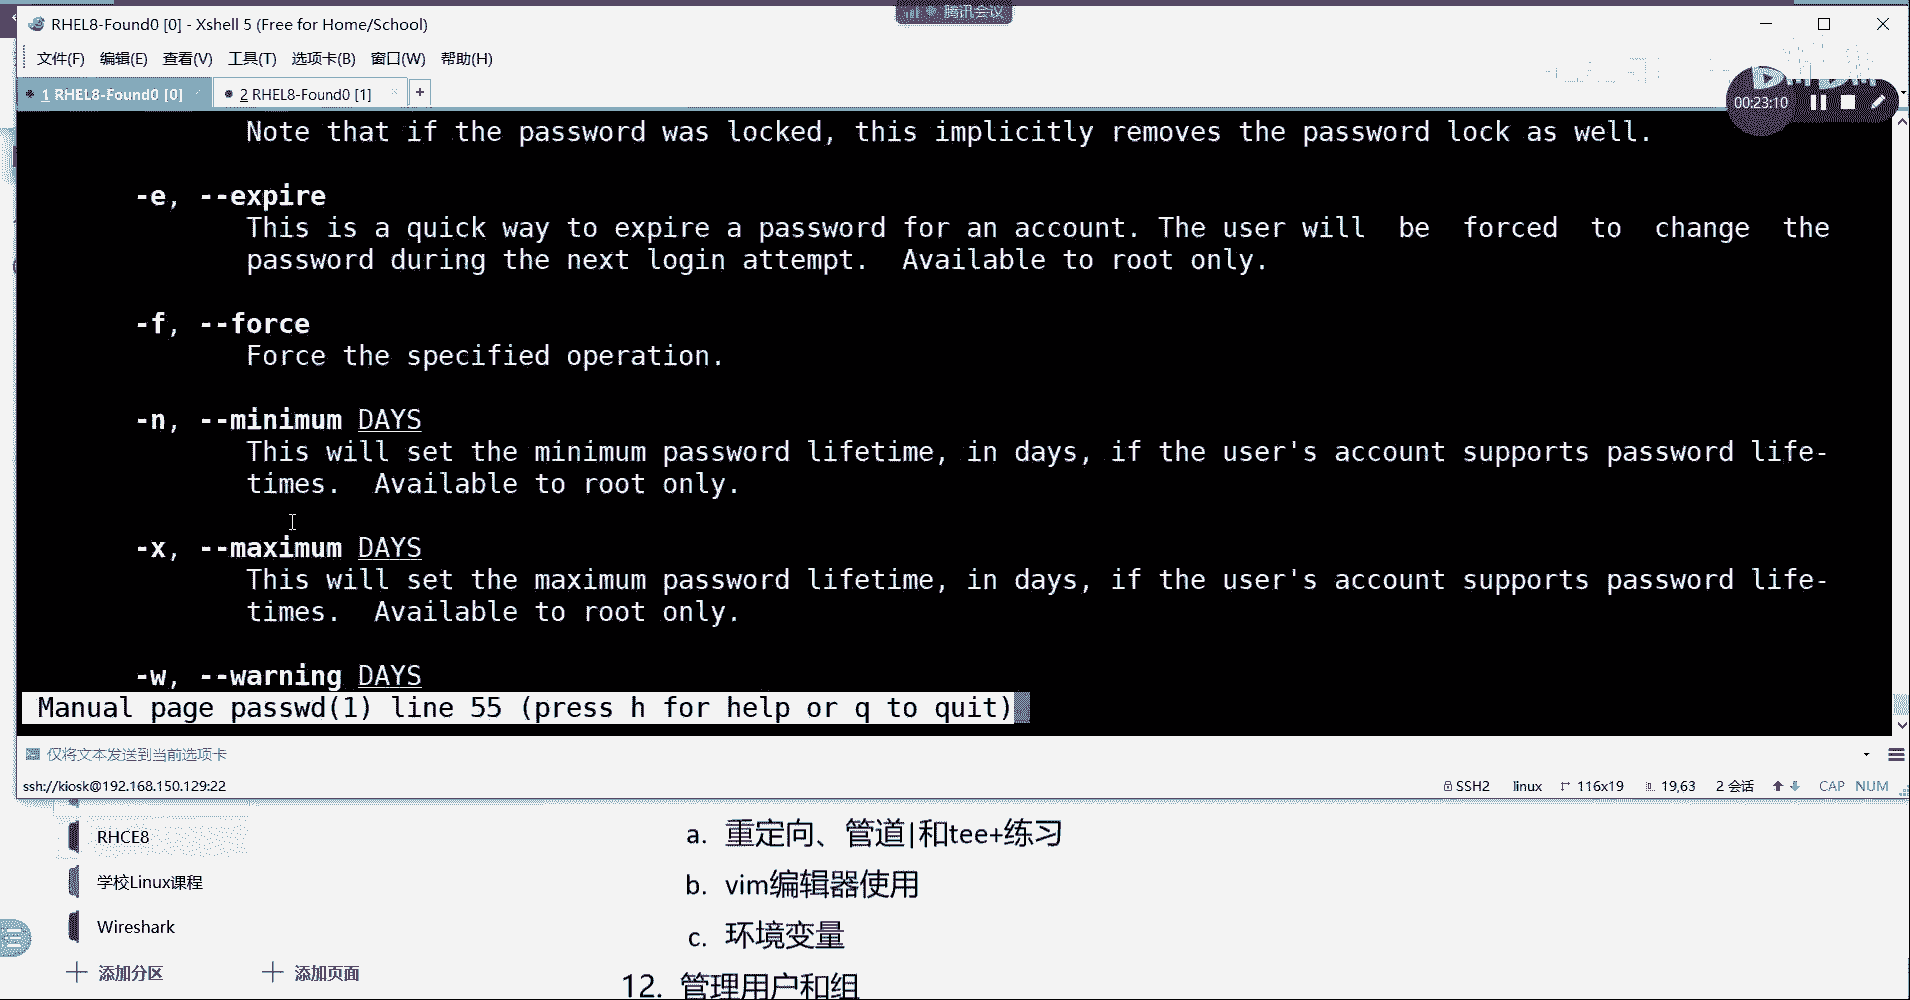 腾讯会议
RHEL8-Found0 [0] - Xshell 5 (Free for Home/School)
文件(F) 编辑(E) 查看(V) 工具(T) 选项卡(B) 窗口(W) 帮助(H)
1 RHEL8-Found0 [0] 2 RHEL8-Found0 [1] +
00:23:10
Note that if the password was locked, this implicitly removes the password lock as well.
-e, --expire
This is a quick way to expire a password for an account. The user will be forced to change the
password during the next login attempt. Available to root only.
-f, --force
Force the specified operation.
-n, --minimum DAYS
This will set the minimum password lifetime, in days, if the user's account supports password life-
times. Available to root only.
-x, --maximum DAYS
This will set the maximum password lifetime, in days, if the user's account supports password life-
times. Available to root only.
-w, --warning DAYS
Manual page passwd(1) line 55 (press h for help or q to quit)
仅将文本发送到当前选项卡
ssh://kiosk@192.168.150.129:22 SSH2 linux 116x19 19,63 2 会话 CAP NUM
RHCE8
学校Linux课程
Wireshark
添加分区 添加页面
a. 重定向、管道|和tee+练习
b. vim编辑器使用
c. 环境变量
12. 管理用户和组